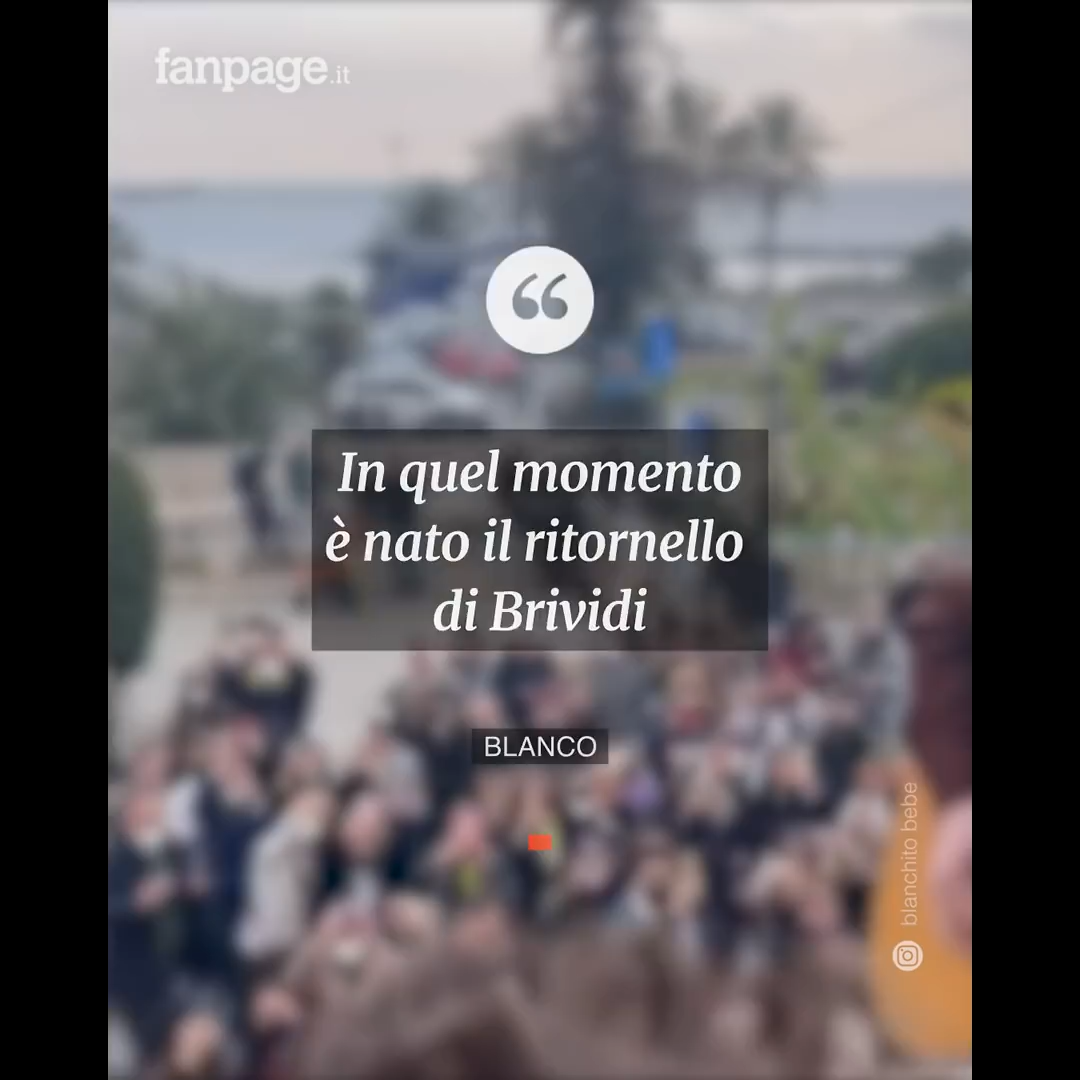 fanpage.it
“
In quel momento
è nato il ritornello
di Brividi
BLANCO
blanchito bebe